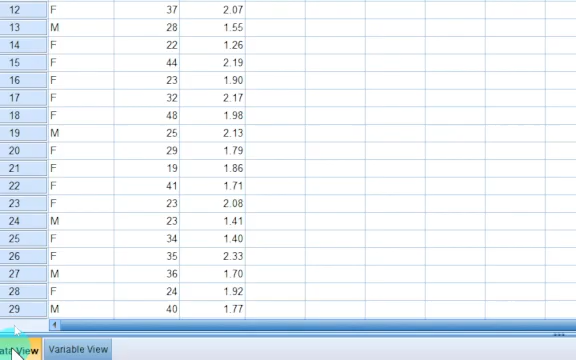 12 F 37 2.07
13 M 28 1.55
14 F 22 1.26
15 F 44 2.19
16 F 23 1.90
17 F 32 2.17
18 F 48 1.98
19 M 25 2.13
20 F 29 1.79
21 F 19 1.86
22 F 41 1.71
23 F 23 2.08
24 M 23 1.41
25 F 34 1.40
26 F 35 2.33
27 M 36 1.70
28 F 24 1.92
29 M 40 1.77
ata View Variable View